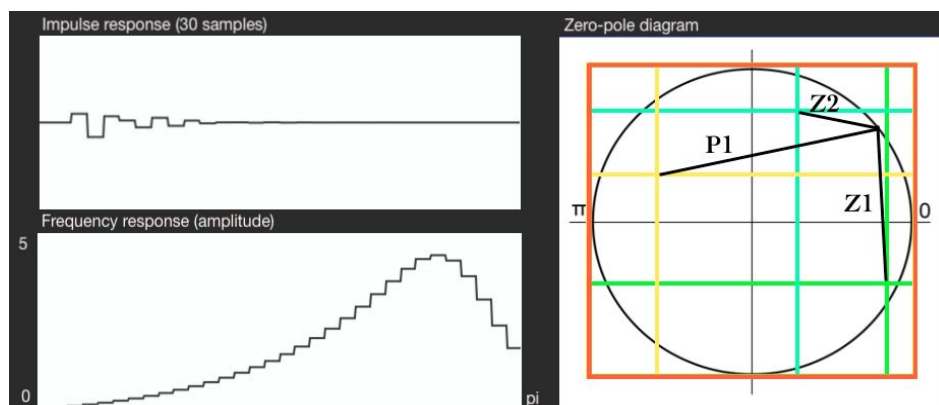 Impulse response (30 samples)
Frequency response (amplitude)
5
0
pi
Zero-pole diagram
Z2
P1
Z1
π
0